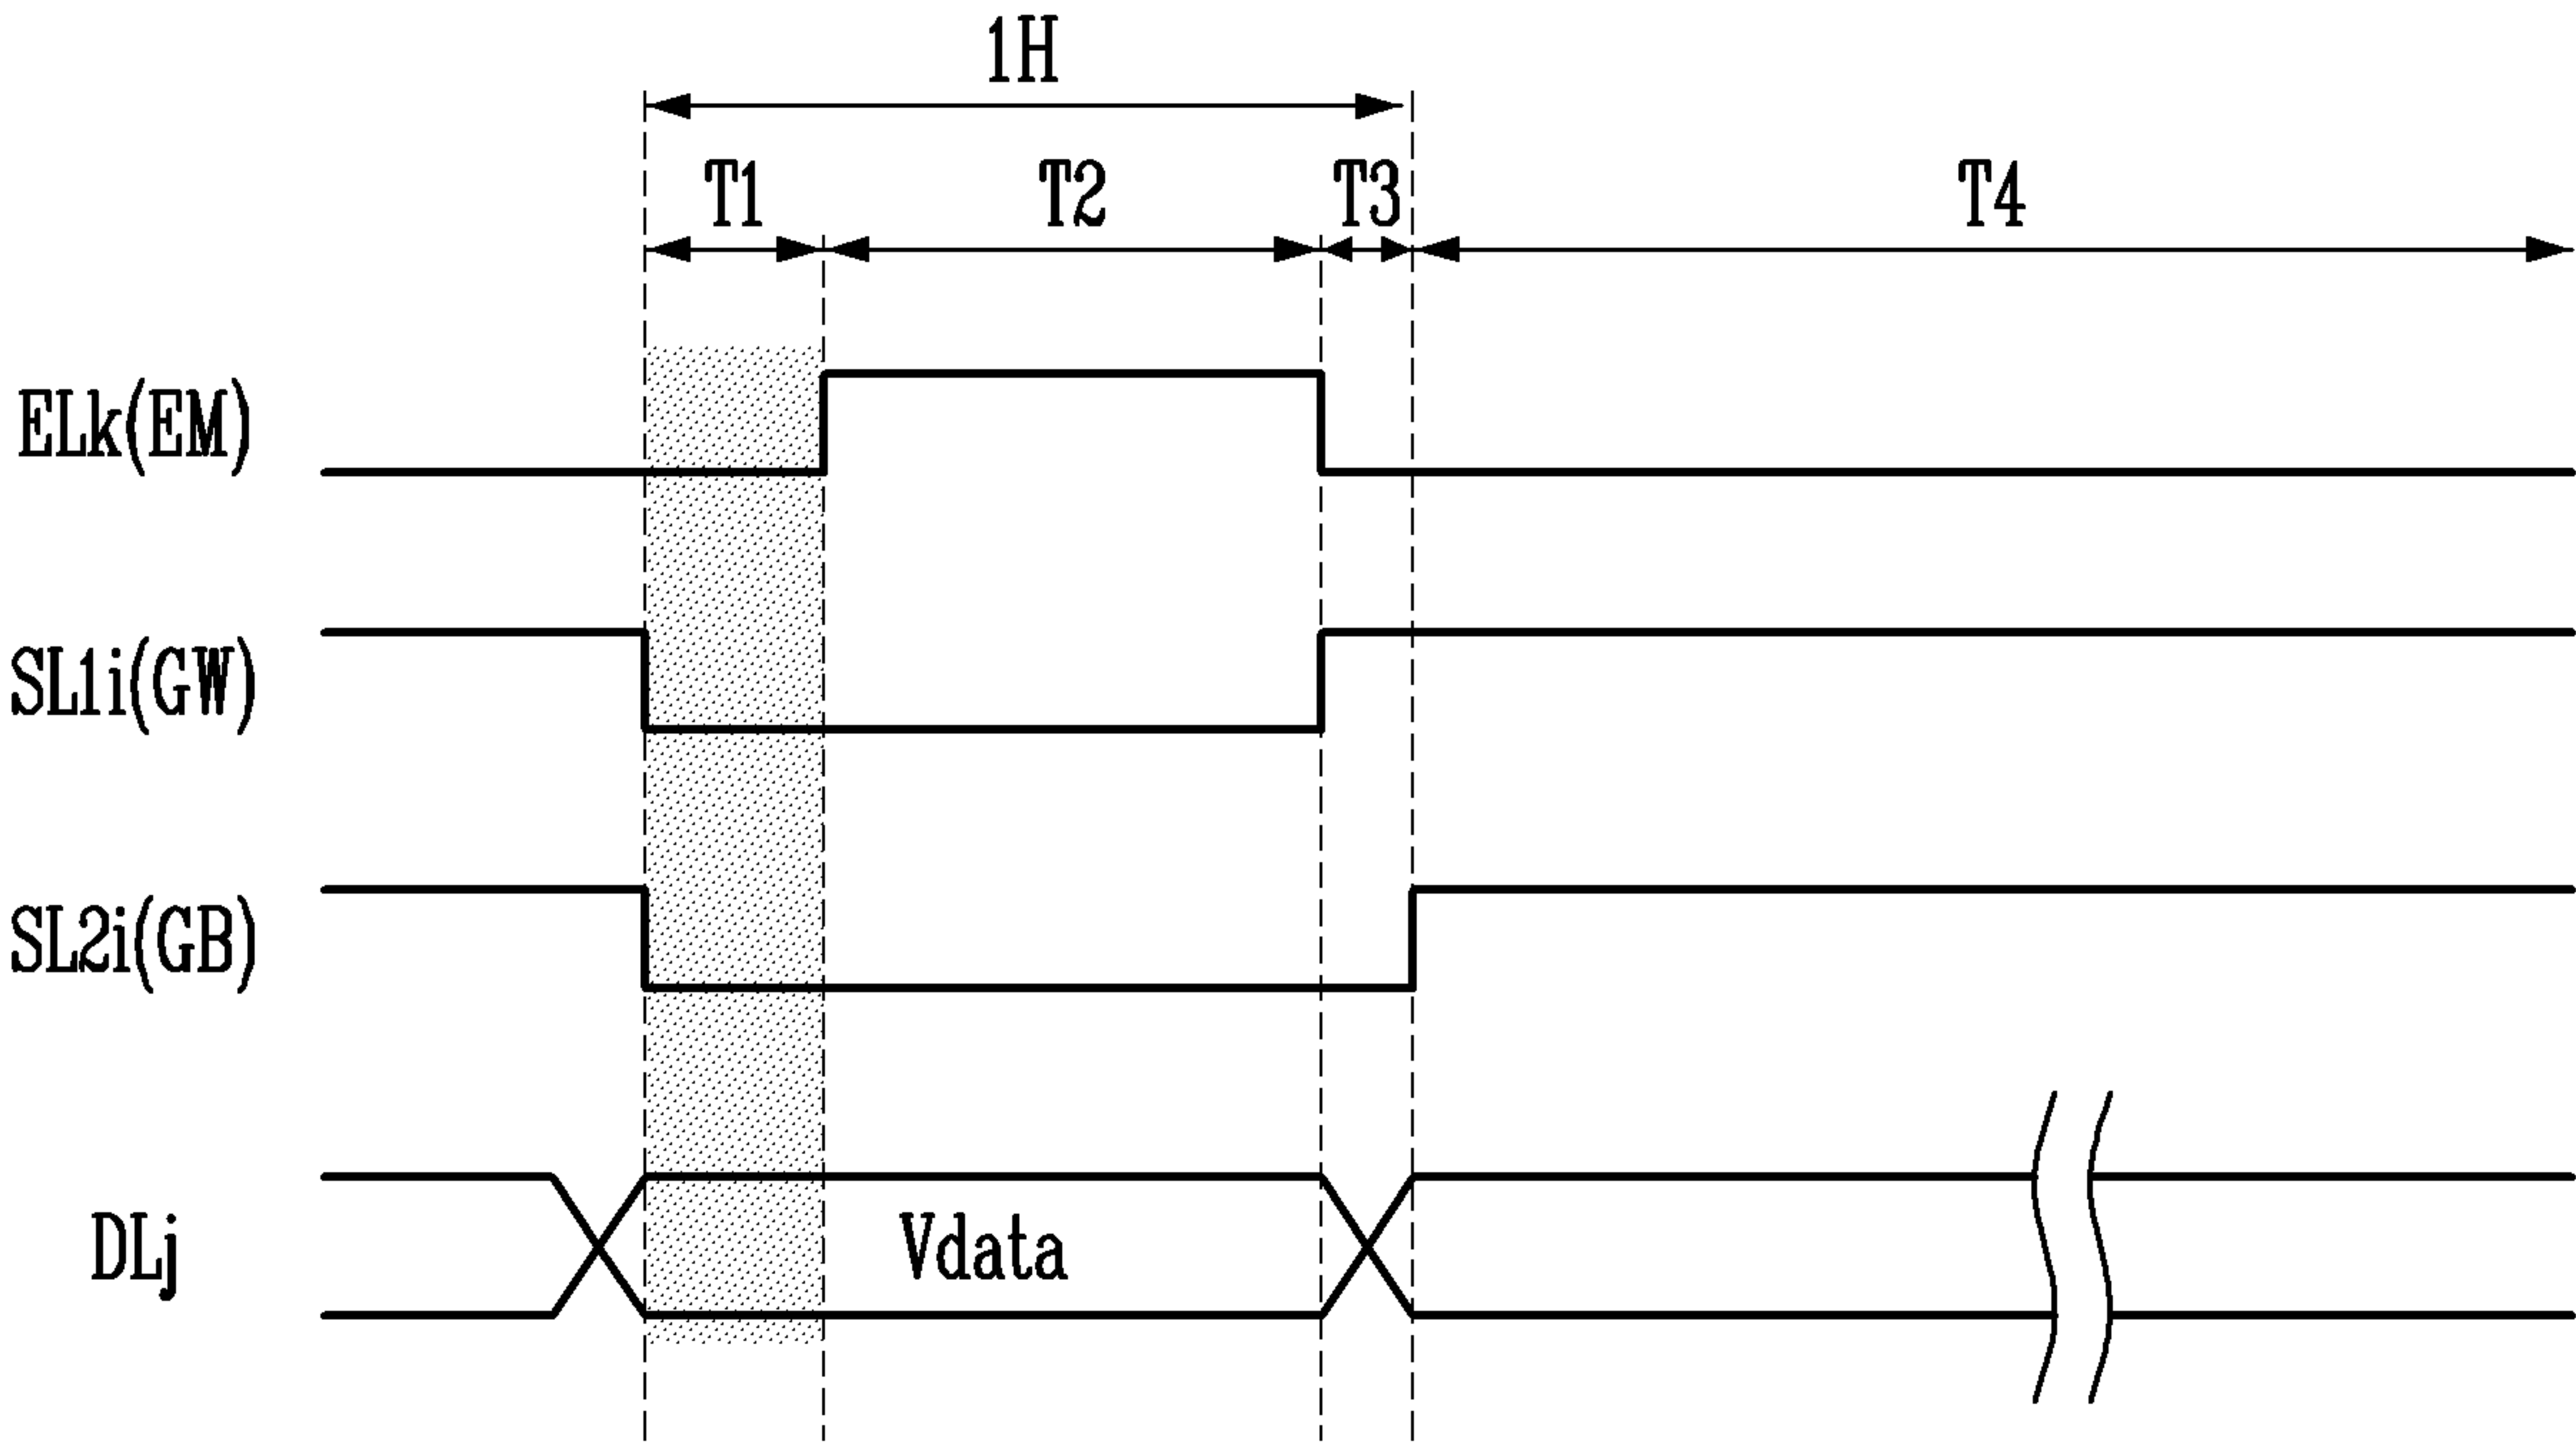 1H
T1 T2 T3 T4
ELk(EM)
SL1i(GW)
SL2i(GB)
DLj Vdata